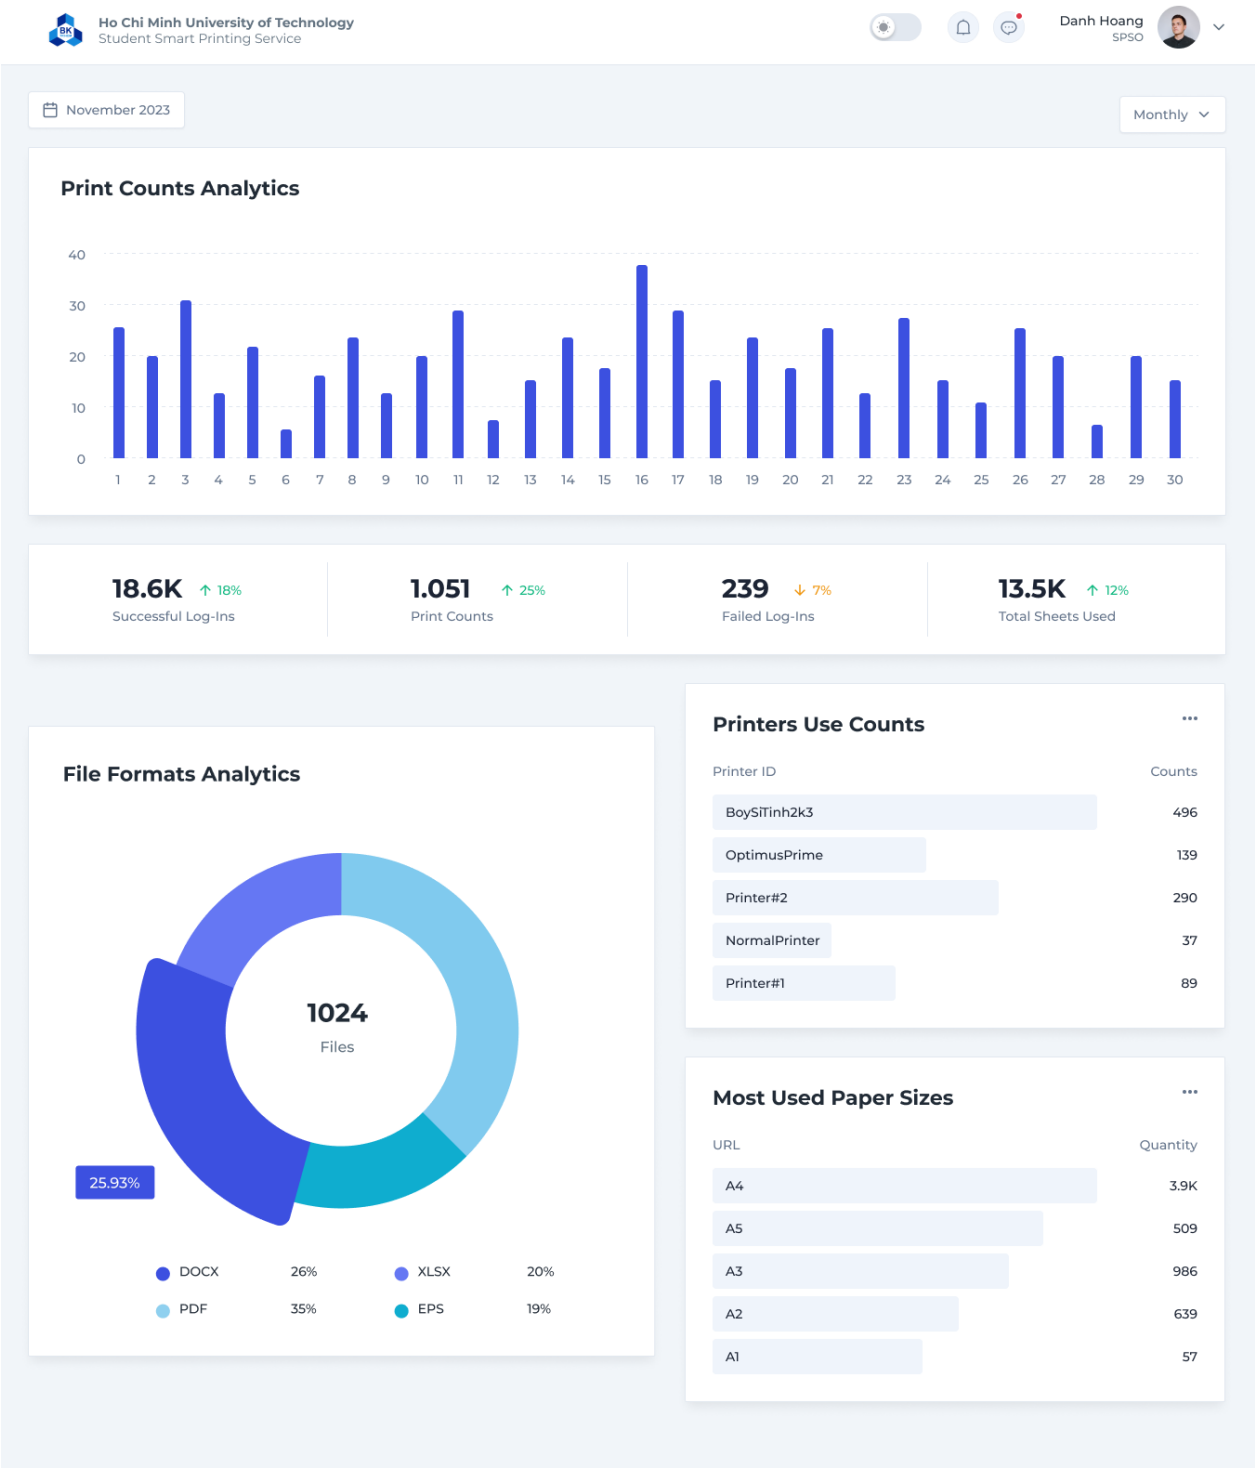 BK
Ho Chi Minh University of Technology
Student Smart Printing Service
Danh Hoang
SPSO
November 2023
Monthly
Print Counts Analytics
40
30
20
10
0
1 2 3 4 5 6 7 8 9 10 11 12 13 14 15 16 17 18 19 20 21 22 23 24 25 26 27 28 29 30
18.6K 18%
Successful Log-Ins
1.051 25%
Print Counts
239 7%
Failed Log-Ins
13.5K 12%
Total Sheets Used
File Formats Analytics
1024
Files
25.93%
DOCX 26% XLSX 20%
PDF 35% EPS 19%
Printers Use Counts
Printer ID Counts
BoySiTinh2k3 496
OptimusPrime 139
Printer#2 290
NormalPrinter 37
Printer#1 89
Most Used Paper Sizes
URL Quantity
A4 3.9K
A5 509
A3 986
A2 639
A1 57